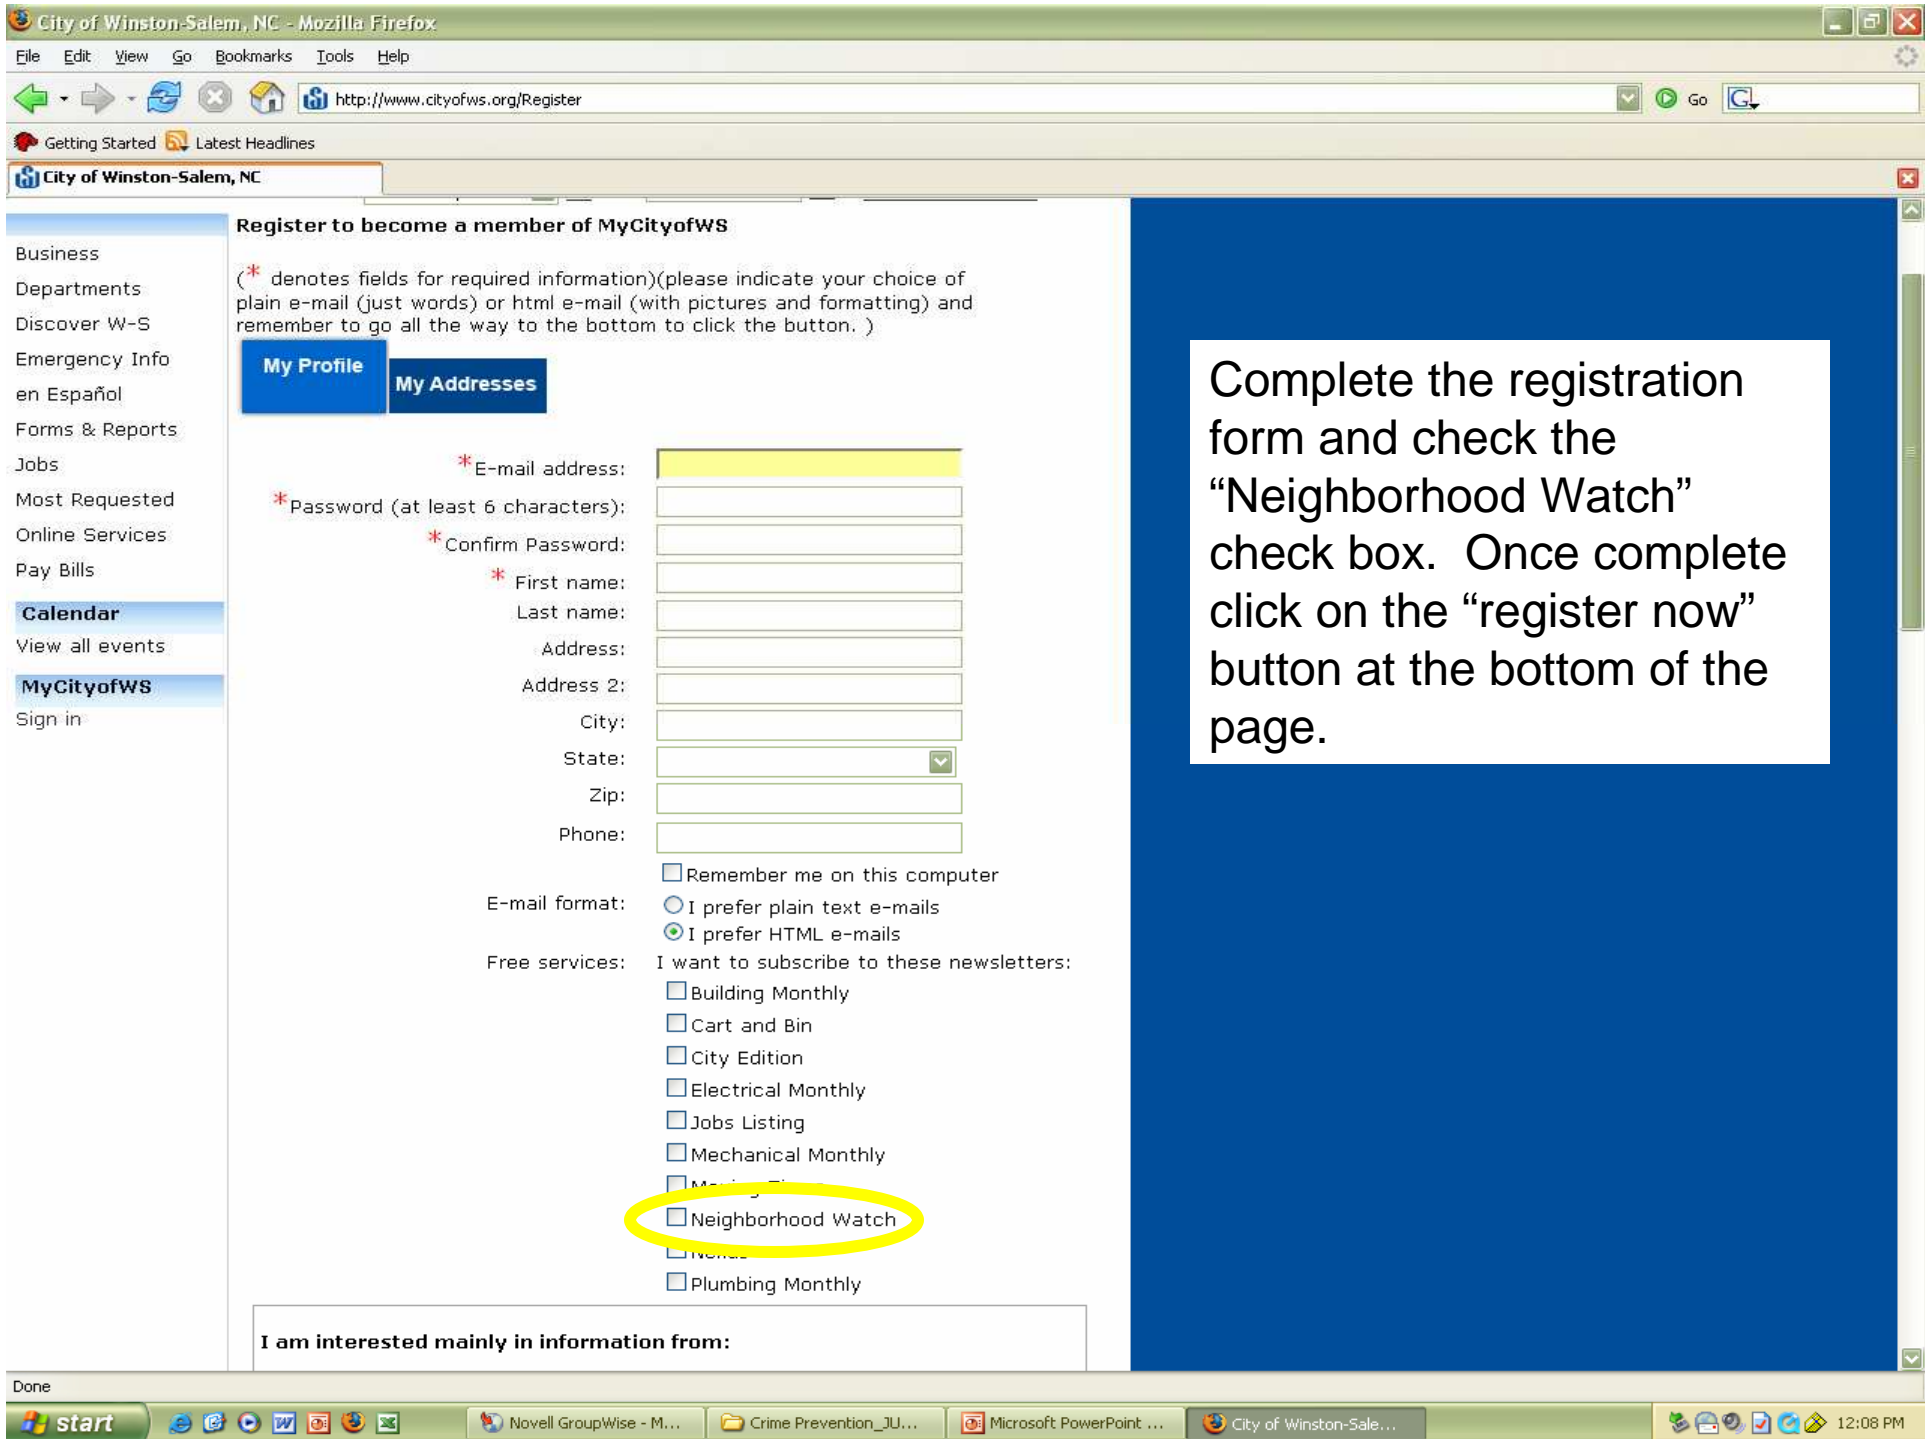 City of Winston-Salem, NC - Mozilla Firefox
File Edit View Go Bookmarks Tools Help
http://www.cityofws.org/Register
Go
Getting Started Latest Headlines
City of Winston-Salem, NC
Register to become a member of MyCityofWS
(* denotes fields for required information)(please indicate your choice of
plain e-mail (just words) or html e-mail (with pictures and formatting) and
remember to go all the way to the bottom to click the button. )
Business
Departments
Discover W-S
Emergency Info
en Español
Forms & Reports
Jobs
Most Requested
Online Services
Pay Bills
Calendar
View all events
MyCityofWS
Sign in
My Profile
My Addresses
*E-mail address:
*Password (at least 6 characters):
*Confirm Password:
* First name:
Last name:
Address:
Address 2:
City:
State:
Zip:
Phone:
Remember me on this computer
E-mail format:
I prefer plain text e-mails
I prefer HTML e-mails
Free services:
I want to subscribe to these newsletters:
Building Monthly
Cart and Bin
City Edition
Electrical Monthly
Jobs Listing
Mechanical Monthly
Neighborhood Watch
Plumbing Monthly
I am interested mainly in information from:
Complete the registration
form and check the
“Neighborhood Watch”
check box.  Once complete
click on the “register now”
button at the bottom of the
page.
Done
start
Novell GroupWise - M...
Crime Prevention_JU...
Microsoft PowerPoint ...
City of Winston-Sale...
12:08 PM